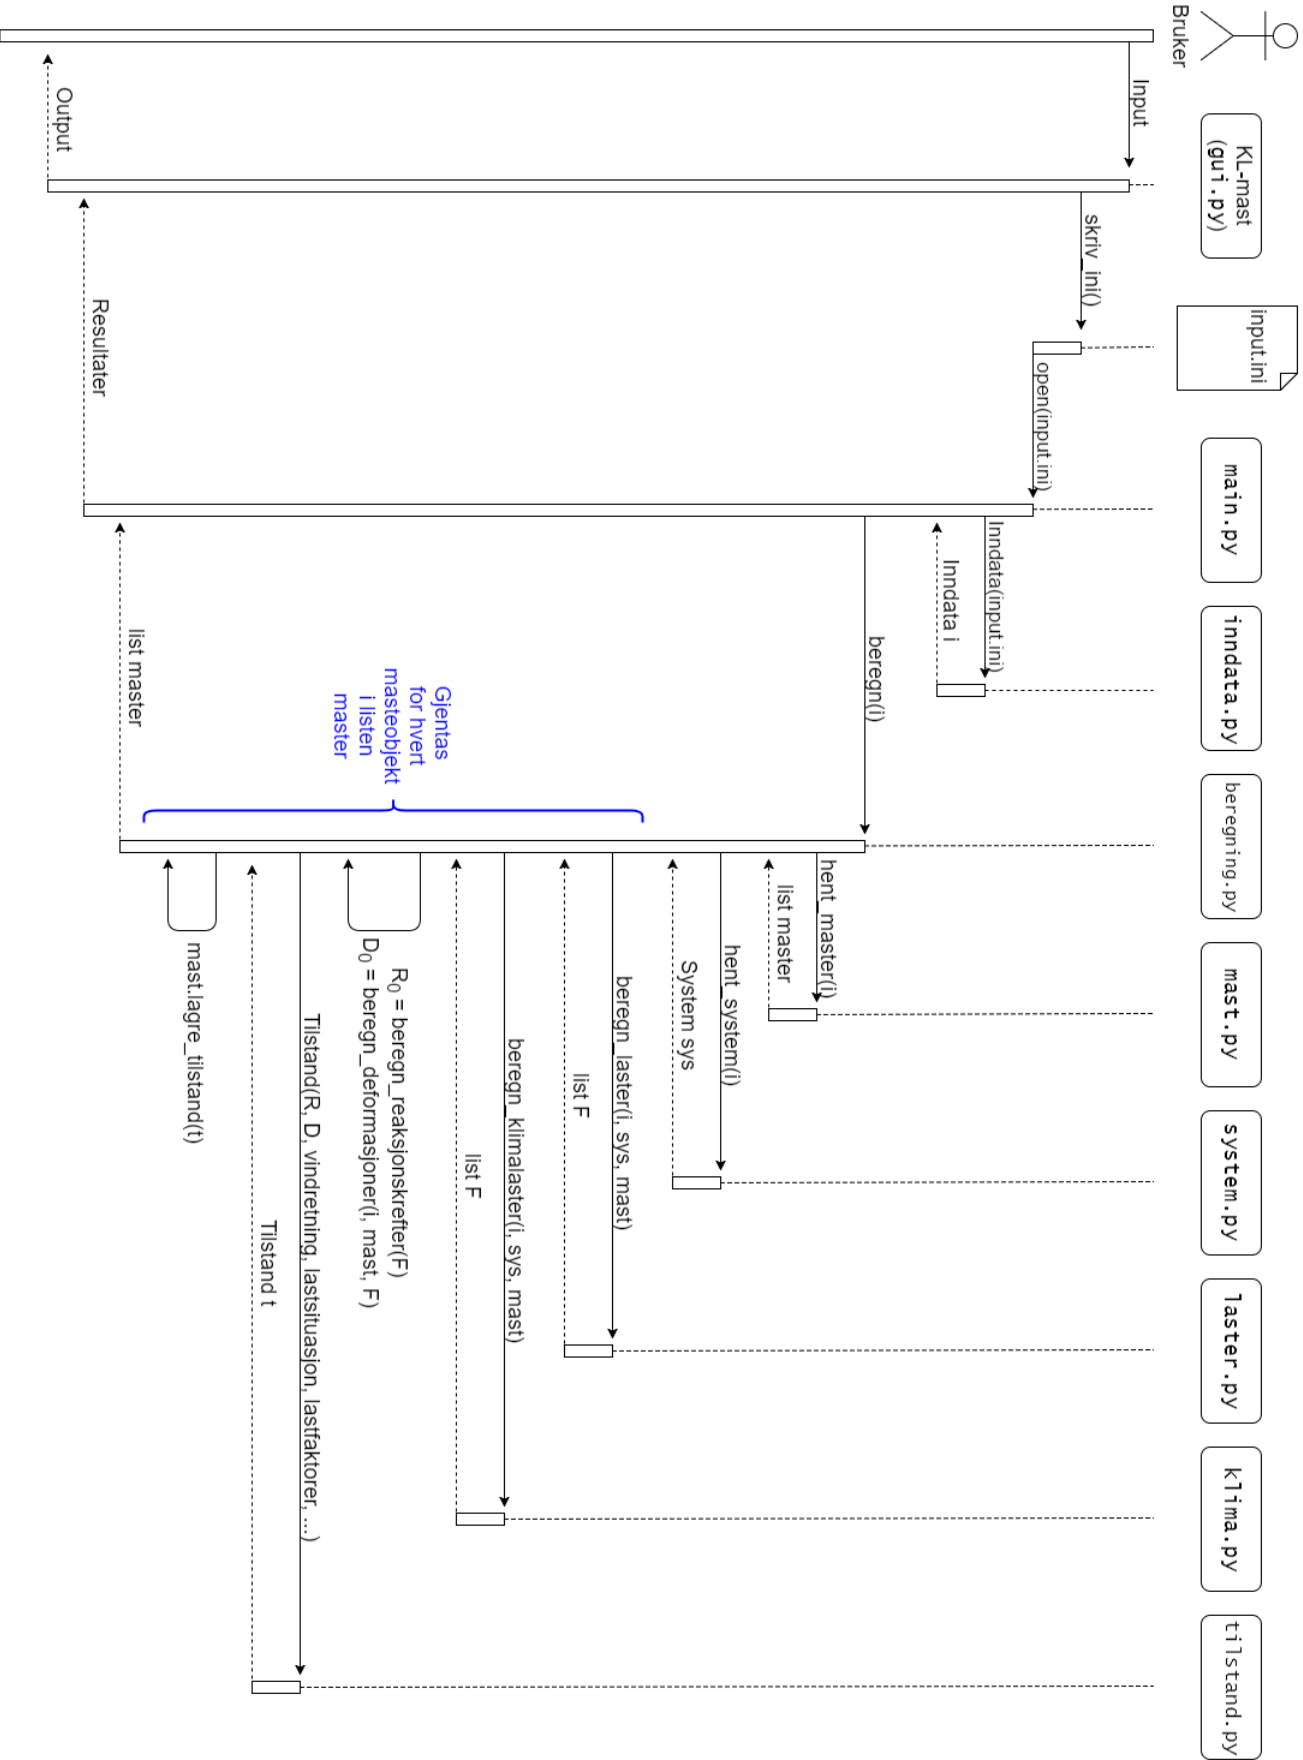 Bruker
KL-mast
(gui.py)
input.ini
main.py
inndata.py
beregning.py
mast.py
system.py
laster.py
klima.py
tilstand.py
Input
skriv_ini()
open(input.ini)
Inndata(input.ini)
Inndata i
beregn(i)
hent_master(i)
list master
hent_system(i)
System sys
beregn_laster(i, sys, mast)
list F
beregn_klimalaster(i, sys, mast)
list F
R₀ = beregn_reaksjonskrefter(F)
D₀ = beregn_deformasjoner(i, mast, F)
Tilstand(R, D, vindretning, lastsituasjon, lastfaktorer, ...)
Tilstand t
mast.lagre_tilstand(t)
Gjentas
for hvert
masteobjekt
i listen
master
list master
Resultater
Output